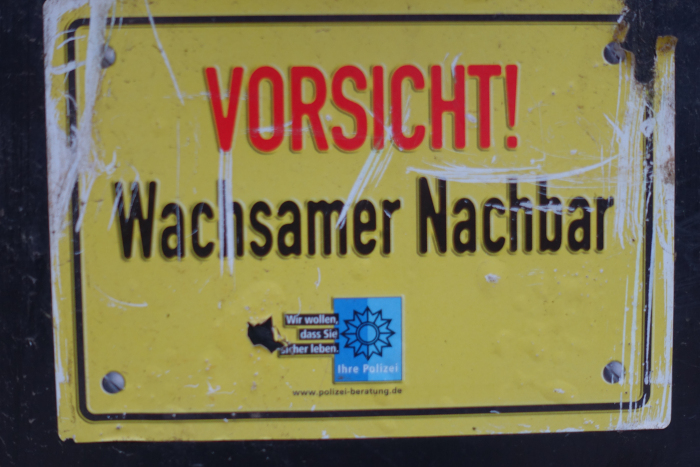 VORSICHT!
Wachsamer Nachbar
Wir wollen,
dass Sie
sicher leben.
Ihre Polizei
www.polizei-beratung.de